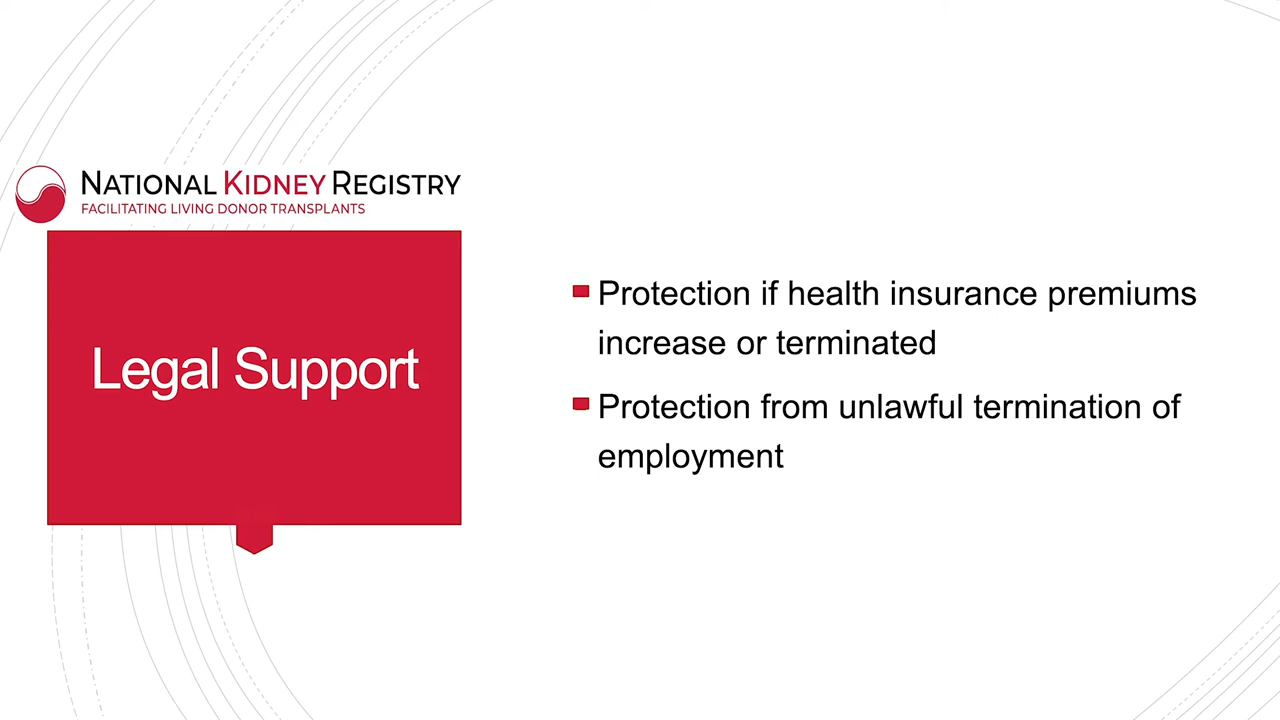 NATIONAL KIDNEY REGISTRY
FACILITATING LIVING DONOR TRANSPLANTS
Legal Support
Protection if health insurance premiums
increase or terminated
Protection from unlawful termination of
employment